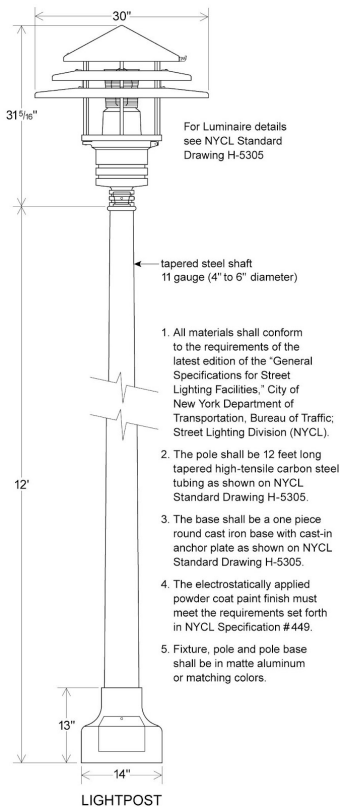 30"
31 5/16"
For Luminaire details
see NYCL Standard
Drawing H-5305
tapered steel shaft
11 gauge (4" to 6" diameter)
1. All materials shall conform
to the requirements of the
latest edition of the “General
Specifications for Street
Lighting Facilities,” City of
New York Department of
Transportation, Bureau of Traffic;
Street Lighting Division (NYCL).
2. The pole shall be 12 feet long
tapered high-tensile carbon steel
tubing as shown on NYCL
Standard Drawing H-5305.
12'
3. The base shall be a one piece
round cast iron base with cast-in
anchor plate as shown on NYCL
Standard Drawing H-5305.
4. The electrostatically applied
powder coat paint finish must
meet the requirements set forth
in NYCL Specification #449.
5. Fixture, pole and pole base
shall be in matte aluminum
or matching colors.
13"
14"
LIGHTPOST